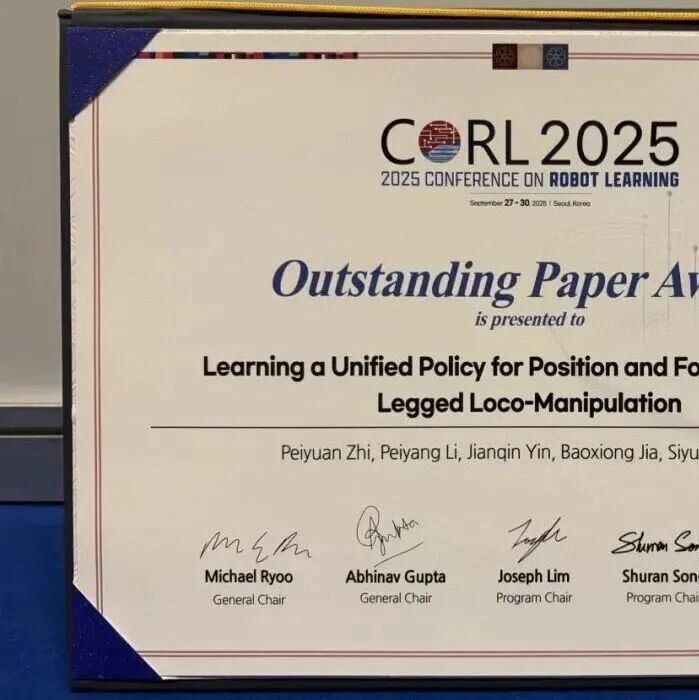 CORL 2025
2025 CONFERENCE ON ROBOT LEARNING
September 27 - 30, 2025 | Seoul, Korea
Outstanding Paper Aw
is presented to
Learning a Unified Policy for Position and Fo
Legged Loco-Manipulation
Peiyuan Zhi, Peiyang Li, Jianqin Yin, Baoxiong Jia, Siyu
Michael Ryoo
General Chair
Abhinav Gupta
General Chair
Joseph Lim
Program Chair
Shuran Son
Program Chai